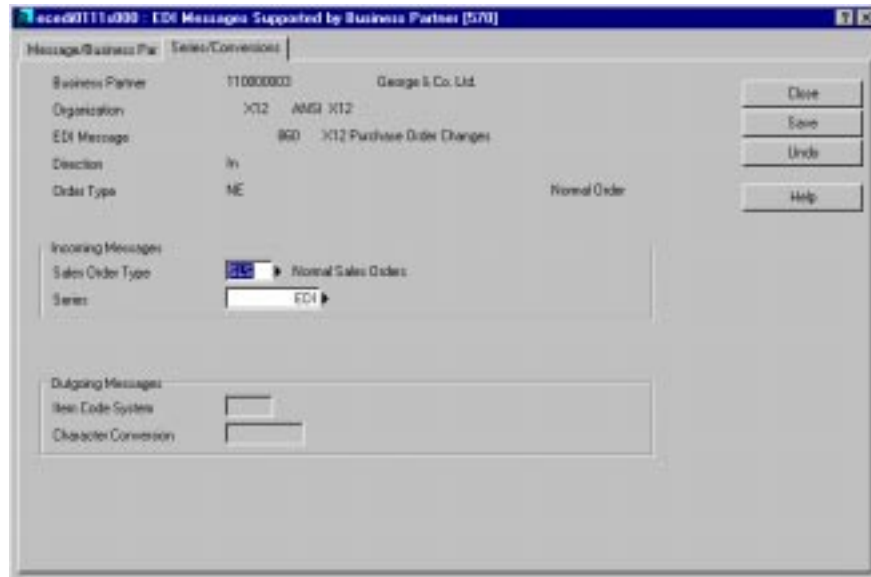 ecedi0111s000 : EDI Messages Supported by Business Partner [570]
Message/Business Par Series/Conversions
Business Partner 110000003 George & Co. Ltd.
Organization X12 ANSI X12
EDI Message 860 X12 Purchase Order Changes
Direction In
Order Type NE Normal Order
Close
Save
Undo
Help
Incoming Messages
Sales Order Type SLS Normal Sales Orders
Series EDI
Outgoing Messages
Item Code System
Character Conversion